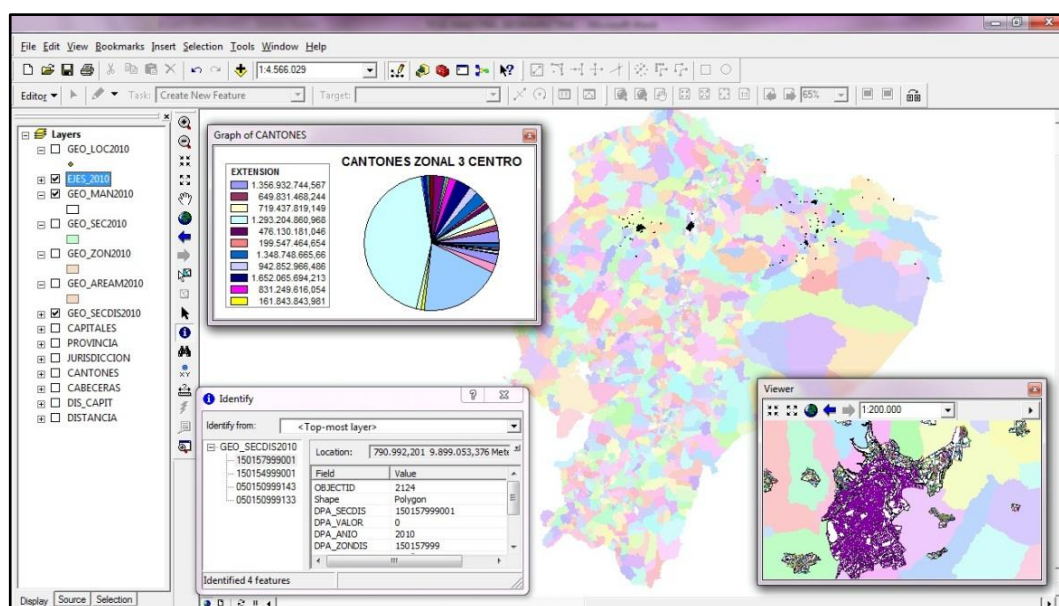 File Edit View Bookmarks Insert Selection Tools Window Help
1:4.566.029
Editor Task: Create New Feature Target: 65%
Layers
GEO_LOC2010
EJES_2010
GEO_MAN2010
GEO_SEC2010
GEO_ZON2010
GEO_AREAM2010
GEO_SECDIS2010
CAPITALES
PROVINCIA
JURISDICCION
CANTONES
CABECERAS
DIS_CAPIT
DISTANCIA
Display Source Selection
Graph of CANTONES
CANTONES ZONAL 3 CENTRO
EXTENSION
1.356.932.744,567
649.831.468,244
719.437.819,149
1.293.204.860,968
476.130.181,046
199.547.464,654
1.348.748.665,66
942.852.966,486
1.652.065.694,213
831.249.616,054
161.843.843,981
Identify
Identify from: <Top-most layer>
GEO_SECDIS2010
150157999001
150154999001
050150999143
050150999133
Location: 790.992,201 9.899.053,376 Mete
Field Value
OBJECTID 2124
Shape Polygon
DPA_SECDIS 150157999001
DPA_VALOR 0
DPA_ANIO 2010
DPA_ZONDIS 150157999
Identified 4 features
Viewer
1:200.000